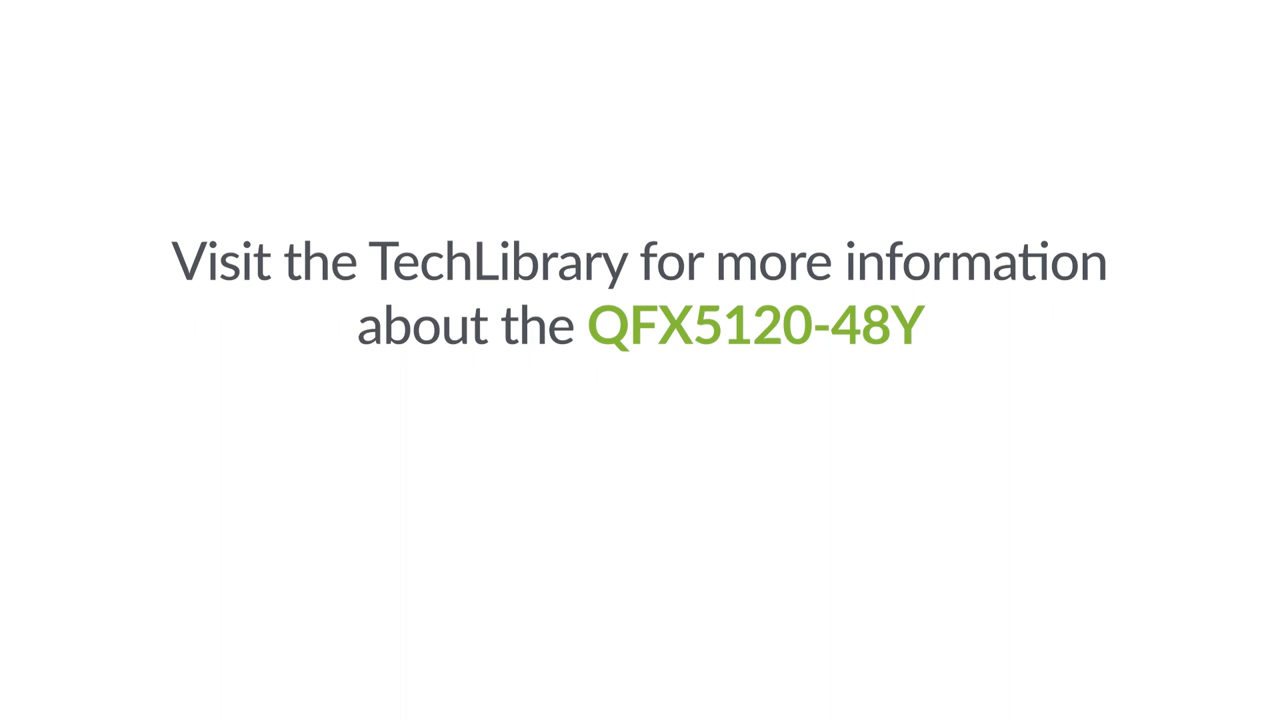 Visit the TechLibrary for more information
about the QFX5120-48Y